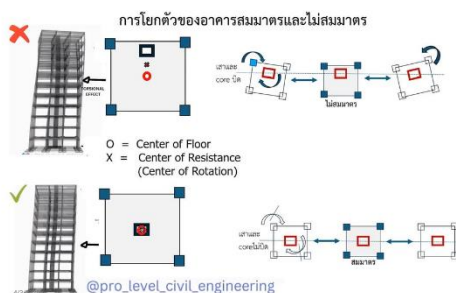 การโยกตัวของอาคารสมมาตรและไม่สมมาตร
TORSIONAL
EFFECT
เสาและ
core บิด
ไม่สมมาตร
O = Center of Floor
X = Center of Resistance
(Center of Rotation)
เสาและ
coreไม่บิด
สมมาตร
@pro_level_civil_engineering